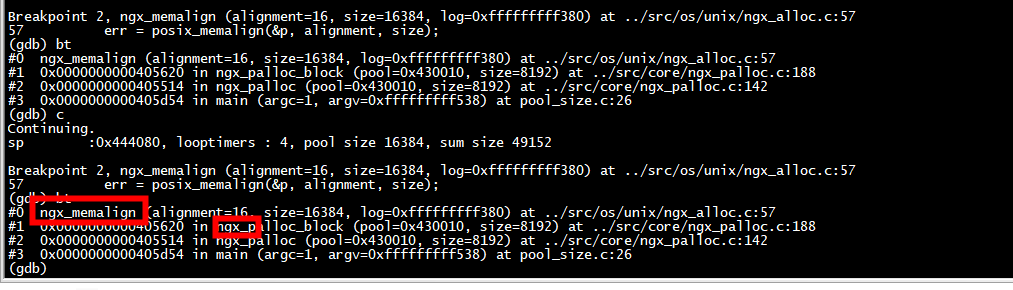 Breakpoint 2, ngx_memalign (alignment=16, size=16384, log=0xfffffffff380) at ../src/os/unix/ngx_alloc.c:57
57          err = posix_memalign(&p, alignment, size);
(gdb) bt
#0  ngx_memalign (alignment=16, size=16384, log=0xfffffffff380) at ../src/os/unix/ngx_alloc.c:57
#1  0x0000000000405620 in ngx_palloc_block (pool=0x430010, size=8192) at ../src/core/ngx_palloc.c:188
#2  0x0000000000405514 in ngx_palloc (pool=0x430010, size=8192) at ../src/core/ngx_palloc.c:142
#3  0x0000000000405d54 in main (argc=1, argv=0xfffffffff538) at pool_size.c:26
(gdb) c
Continuing.
sp        :0x444080, looptimers : 4, pool size 16384, sum size 49152

Breakpoint 2, ngx_memalign (alignment=16, size=16384, log=0xfffffffff380) at ../src/os/unix/ngx_alloc.c:57
57          err = posix_memalign(&p, alignment, size);
(gdb) bt
#0  ngx_memalign (alignment=16, size=16384, log=0xfffffffff380) at ../src/os/unix/ngx_alloc.c:57
#1  0x0000000000405620 in ngx_palloc_block (pool=0x430010, size=8192) at ../src/core/ngx_palloc.c:188
#2  0x0000000000405514 in ngx_palloc (pool=0x430010, size=8192) at ../src/core/ngx_palloc.c:142
#3  0x0000000000405d54 in main (argc=1, argv=0xfffffffff538) at pool_size.c:26
(gdb)